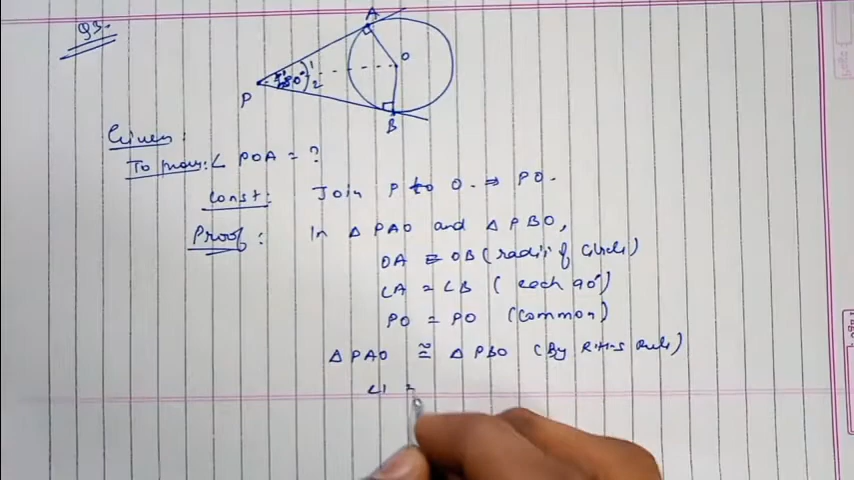 Q3.
A
O
P
80°
1
2
B
Given:
To prove: ∠ POA = ?
Const: Join P to O. ⇒ PO.
Proof: In Δ PAO and Δ PBO,
OA = OB (radii of circle)
∠A = ∠B (each 90°)
PO = PO (common)
Δ PAO ≅ Δ PBO (By R.H.S rule)
∠1 =